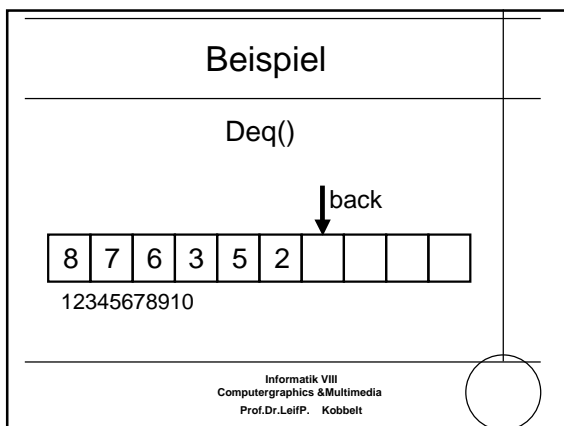 Beispiel
Deq()
back
8 7 6 3 5 2
12345678910
Informatik VIII
Computergraphics &Multimedia
Prof.Dr.LeifP. Kobbelt